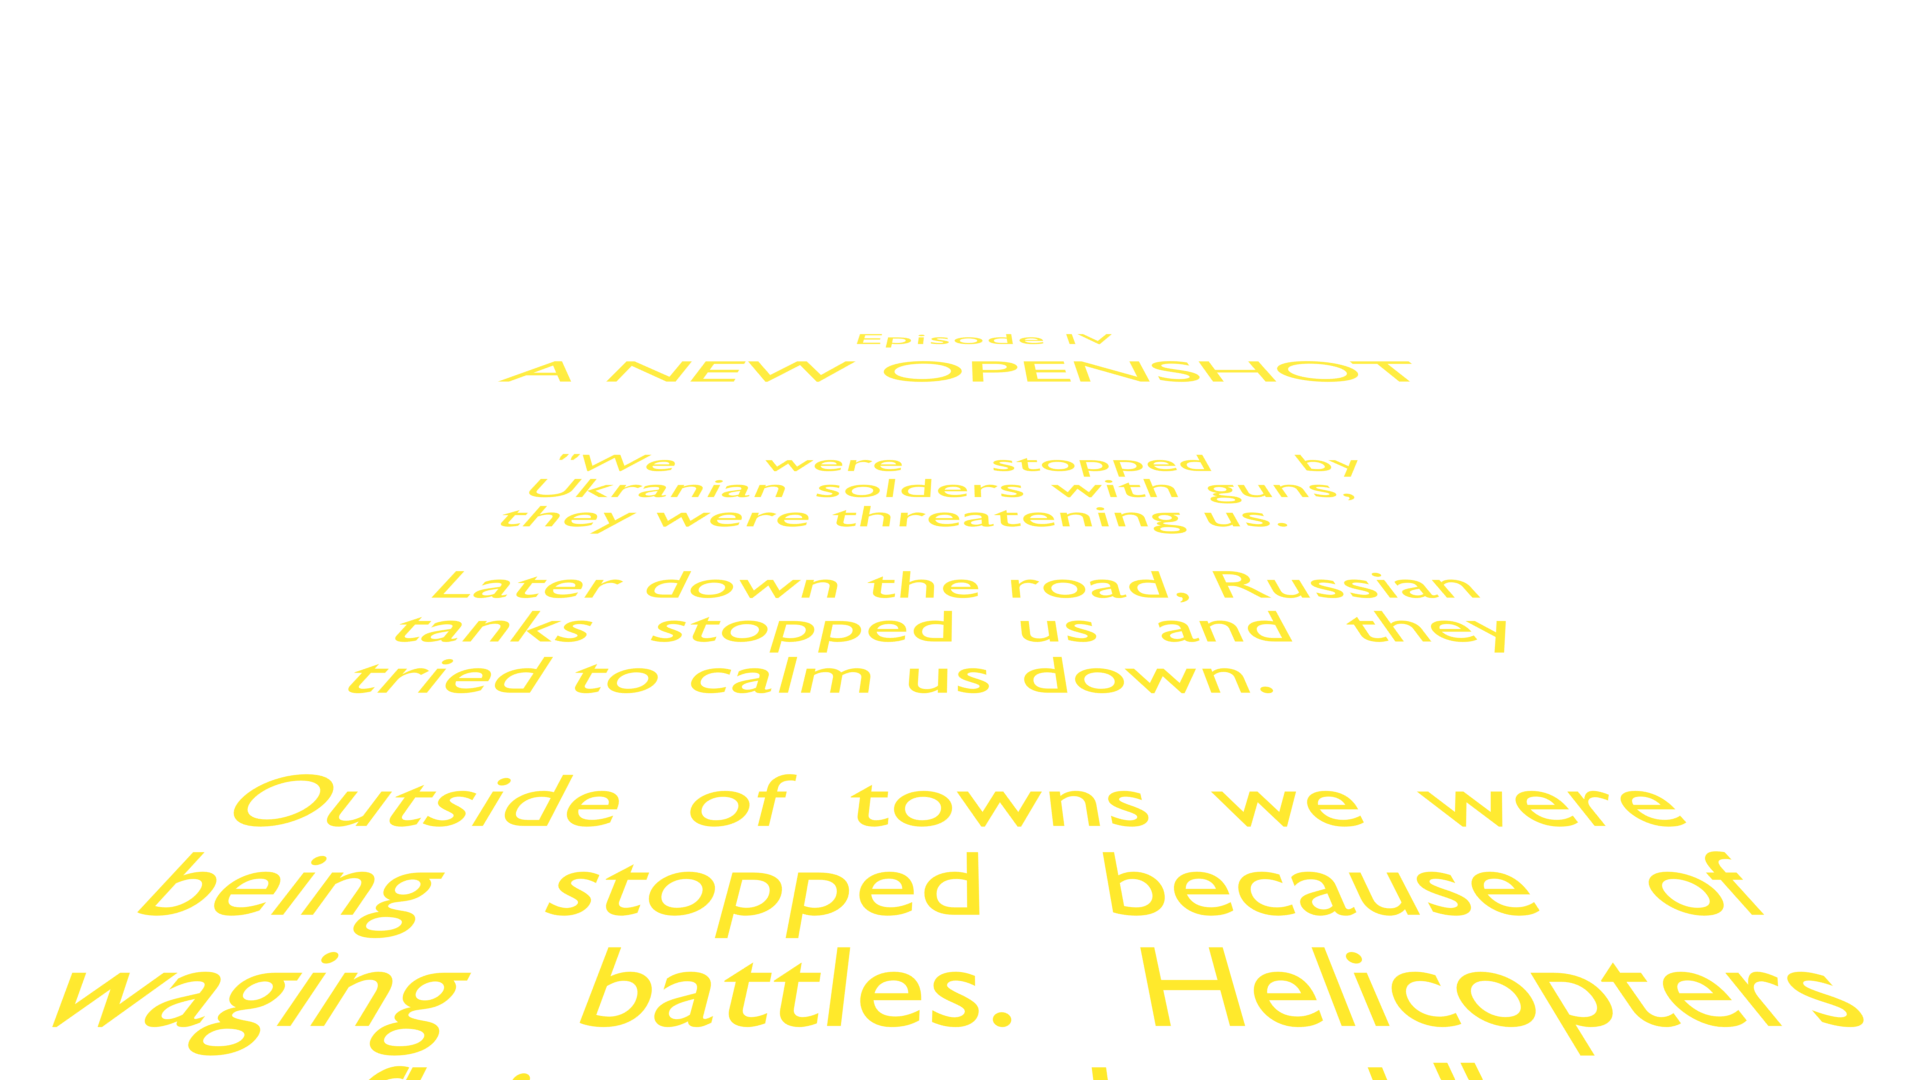 Episode IV
A NEW OPENSHOT
"We were stopped by
Ukranian solders with guns,
they were threatening us.
Later down the road, Russian
tanks stopped us and they
tried to calm us down.
Outside of towns we were
being stopped because of
waging battles. Helicopters